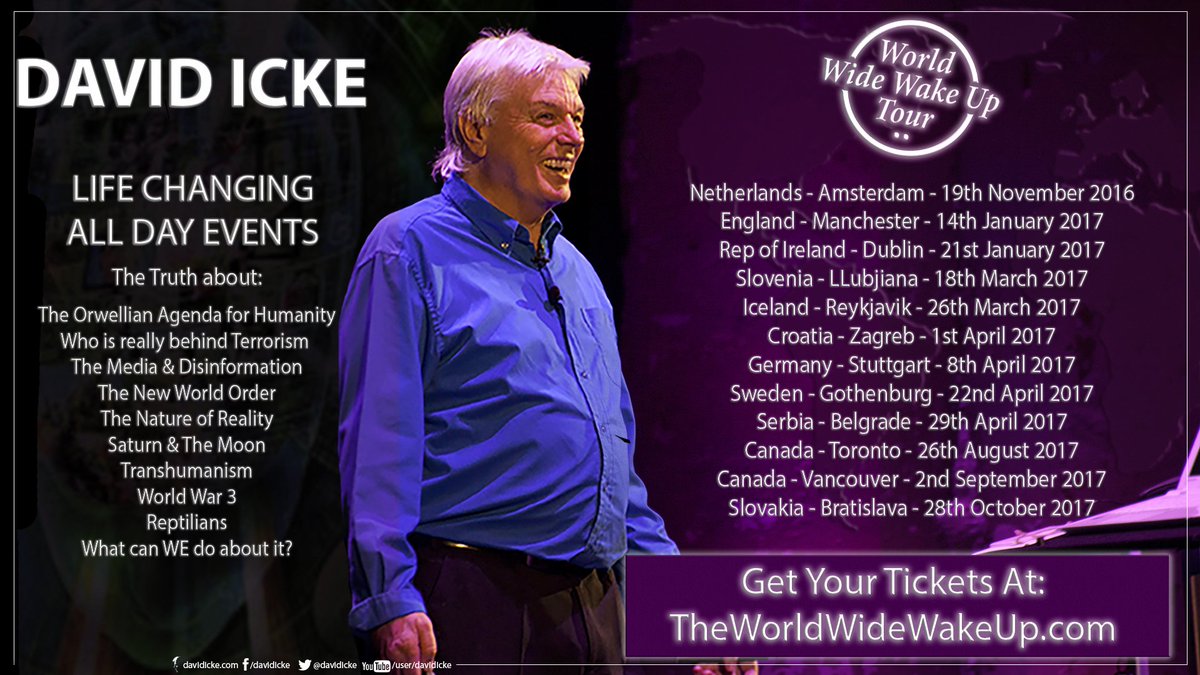 DAVID ICKE
LIFE CHANGING
ALL DAY EVENTS
The Truth about:
The Orwellian Agenda for Humanity
Who is really behind Terrorism
The Media & Disinformation
The New World Order
The Nature of Reality
Saturn & The Moon
Transhumanism
World War 3
Reptilians
What can WE do about it?
World
Wide Wake Up
Tour
Netherlands - Amsterdam - 19th November 2016
England - Manchester - 14th January 2017
Rep of Ireland - Dublin - 21st January 2017
Slovenia - LLubjiana - 18th March 2017
Iceland - Reykjavik - 26th March 2017
Croatia - Zagreb - 1st April 2017
Germany - Stuttgart - 8th April 2017
Sweden - Gothenburg - 22nd April 2017
Serbia - Belgrade - 29th April 2017
Canada - Toronto - 26th August 2017
Canada - Vancouver - 2nd September 2017
Slovakia - Bratislava - 28th October 2017
Get Your Tickets At:
TheWorldWideWakeUp.com
davidicke.com f /davidicke @davidicke You Tube /user/davidicke